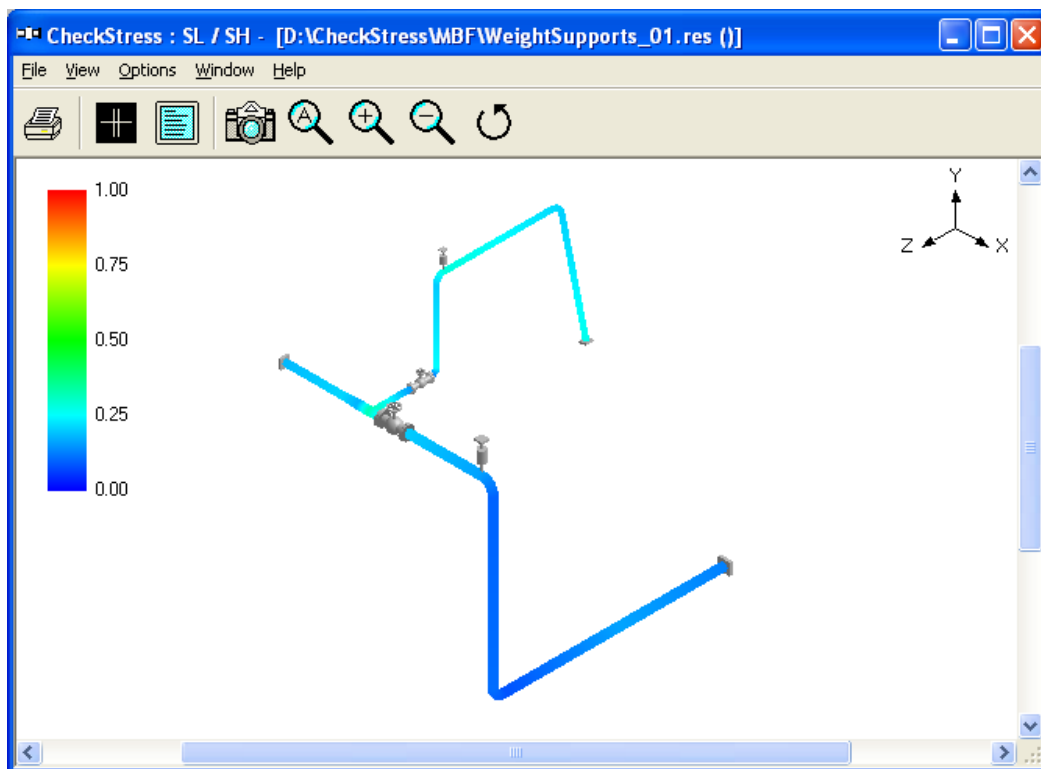 CheckStress : SL / SH - [D:\CheckStress\MBF\WeightSupports_01.res ()]
File View Options Window Help
A
1.00
0.75
0.50
0.25
0.00
Y
Z
X